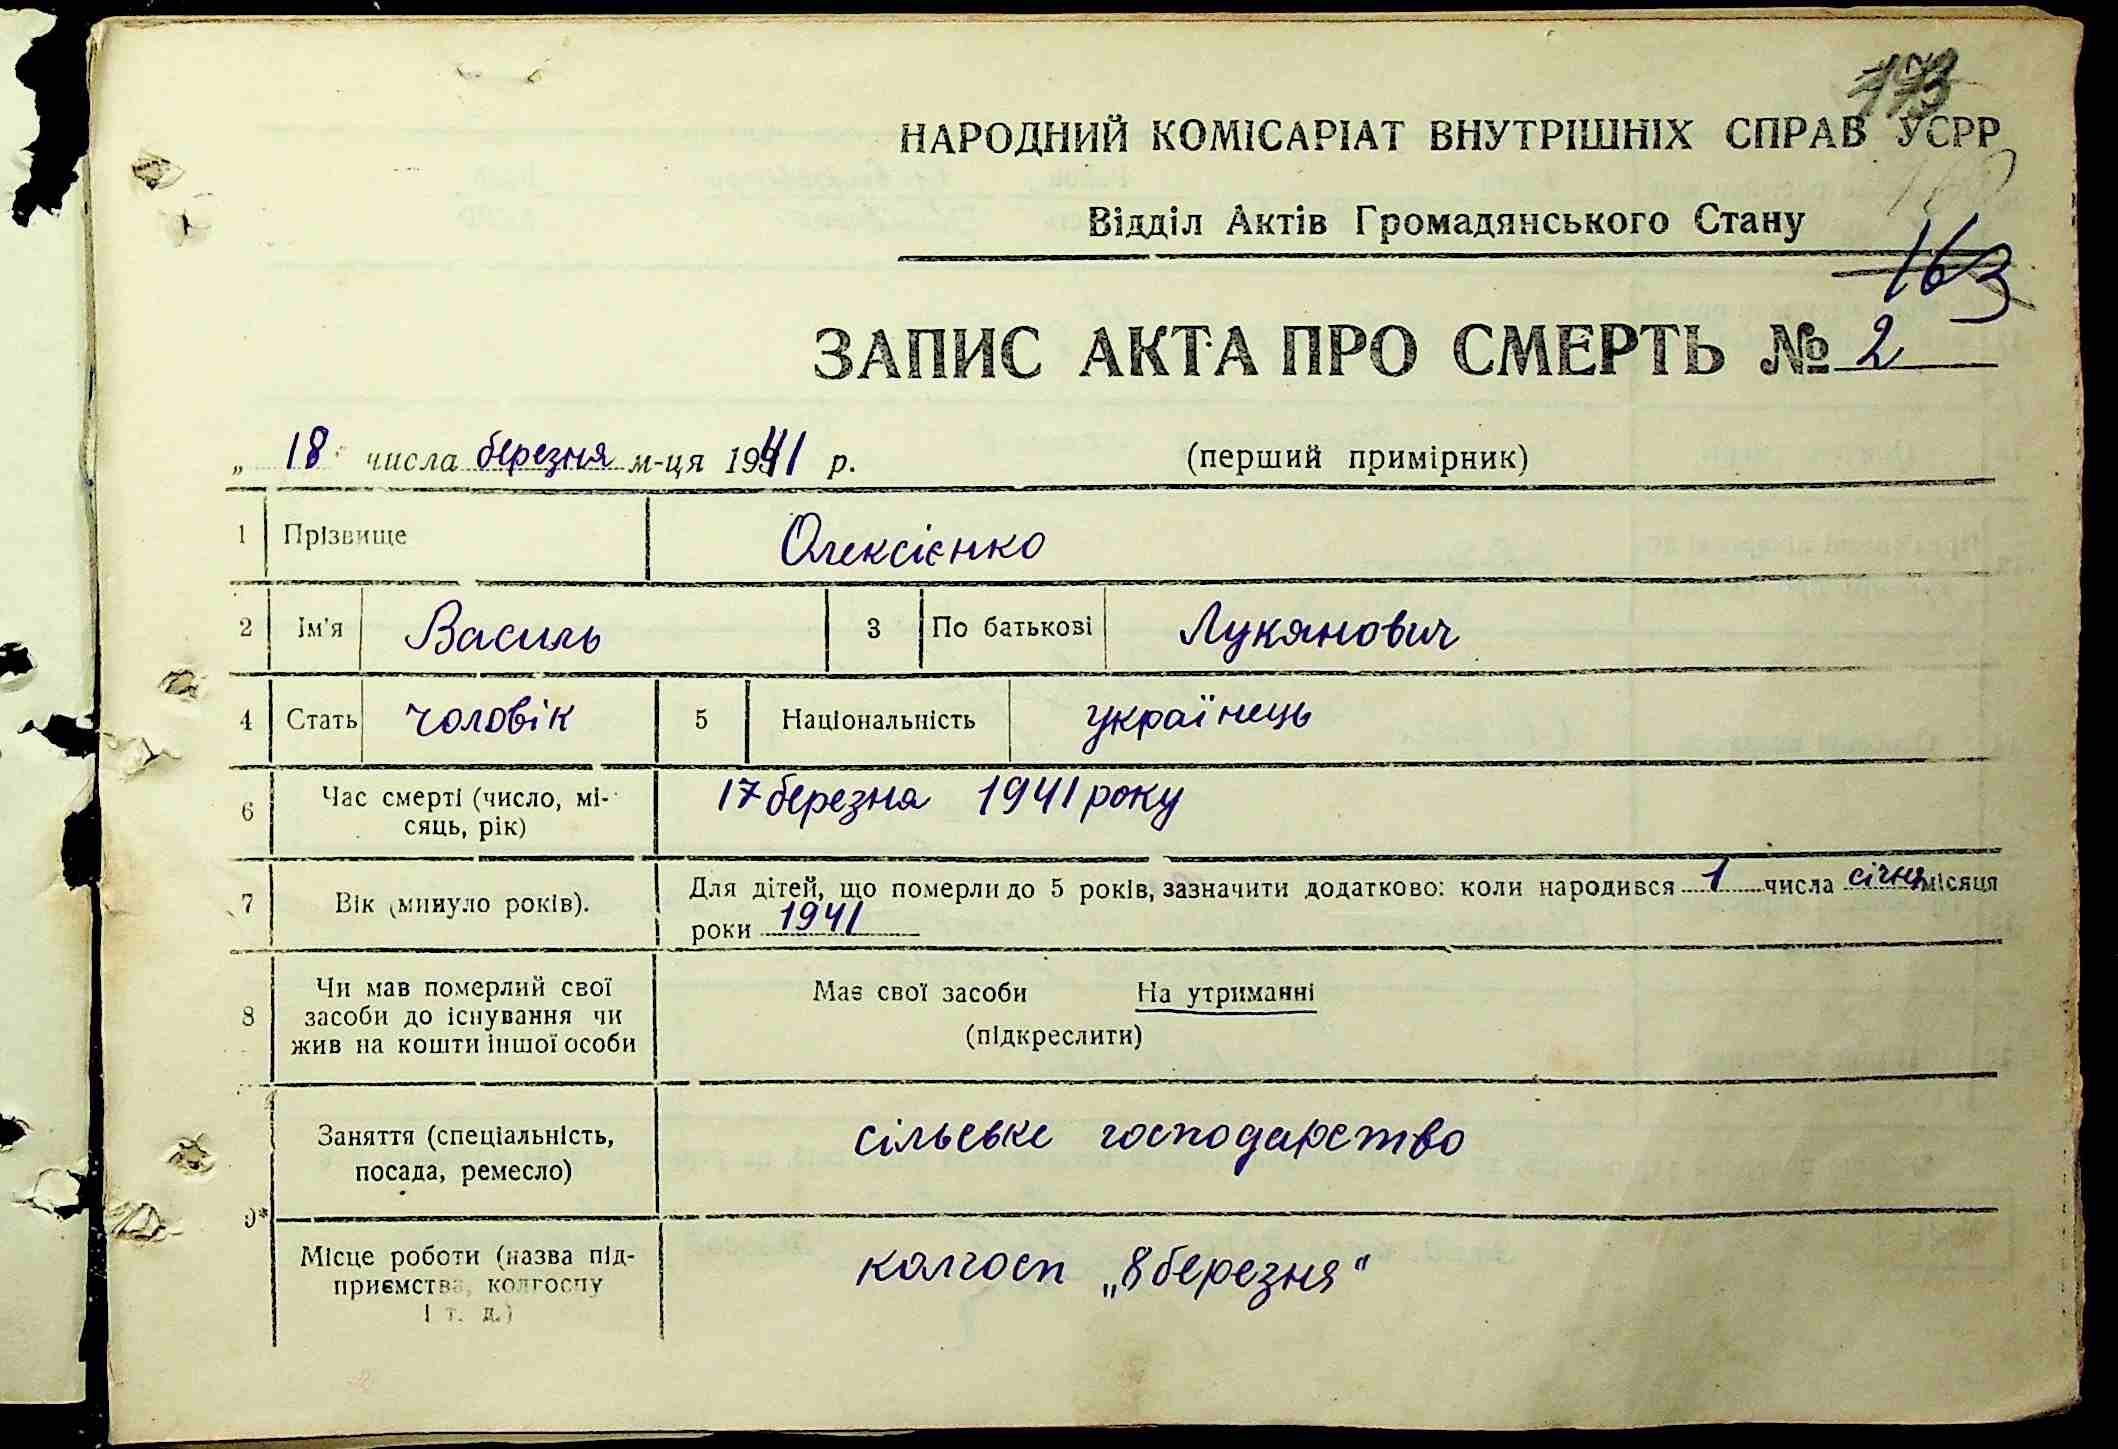 173
НАРОДНИЙ КОМІСАРІАТ ВНУТРІШНІХ СПРАВ УСРР
Відділ Актів Громадянського Стану
163
ЗАПИС АКТА ПРО СМЕРТЬ № 2
„ 18 числа березня м-ця 1941 р. (перший примірник)
1 Прізвище Олексієнко
2 Ім'я Василь 3 По батькові Лукянович
4 Стать чоловік 5 Національність українець
6 Час смерті (число, мі-
сяць, рік) 17 березня 1941 року
7 Вік (минуло років). Для дітей, що померли до 5 років, зазначити додатково: коли народився 1 числа січня місяця
роки 1941
8 Чи мав померлий свої
засоби до існування чи
жив на кошти іншої особи
Має свої засоби На утриманні
(підкреслити)
9*
Заняття (спеціальність,
посада, ремесло)
сільське господарство
Місце роботи (назва під-
приємства, колгоспу
і т. д.)
колгосп „8 березня"